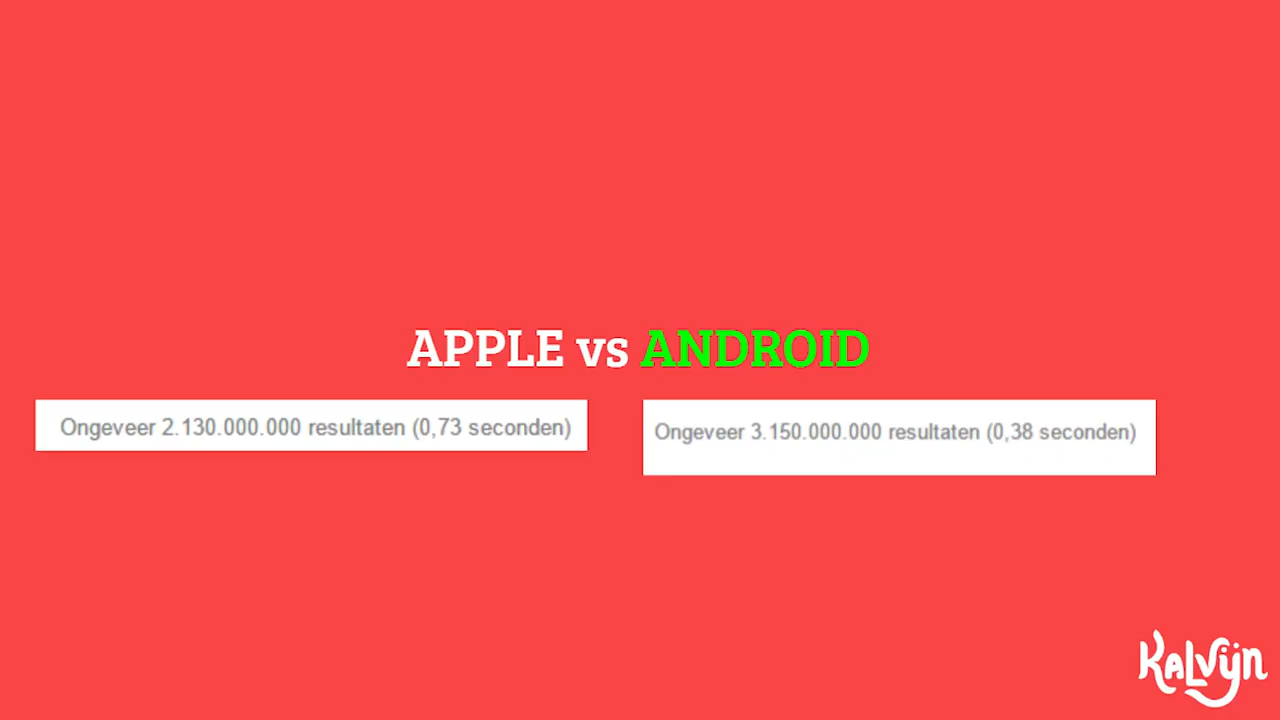 APPLE vs ANDROID
Ongeveer 2.130.000.000 resultaten (0,73 seconden)
Ongeveer 3.150.000.000 resultaten (0,38 seconden)
Kalvijn